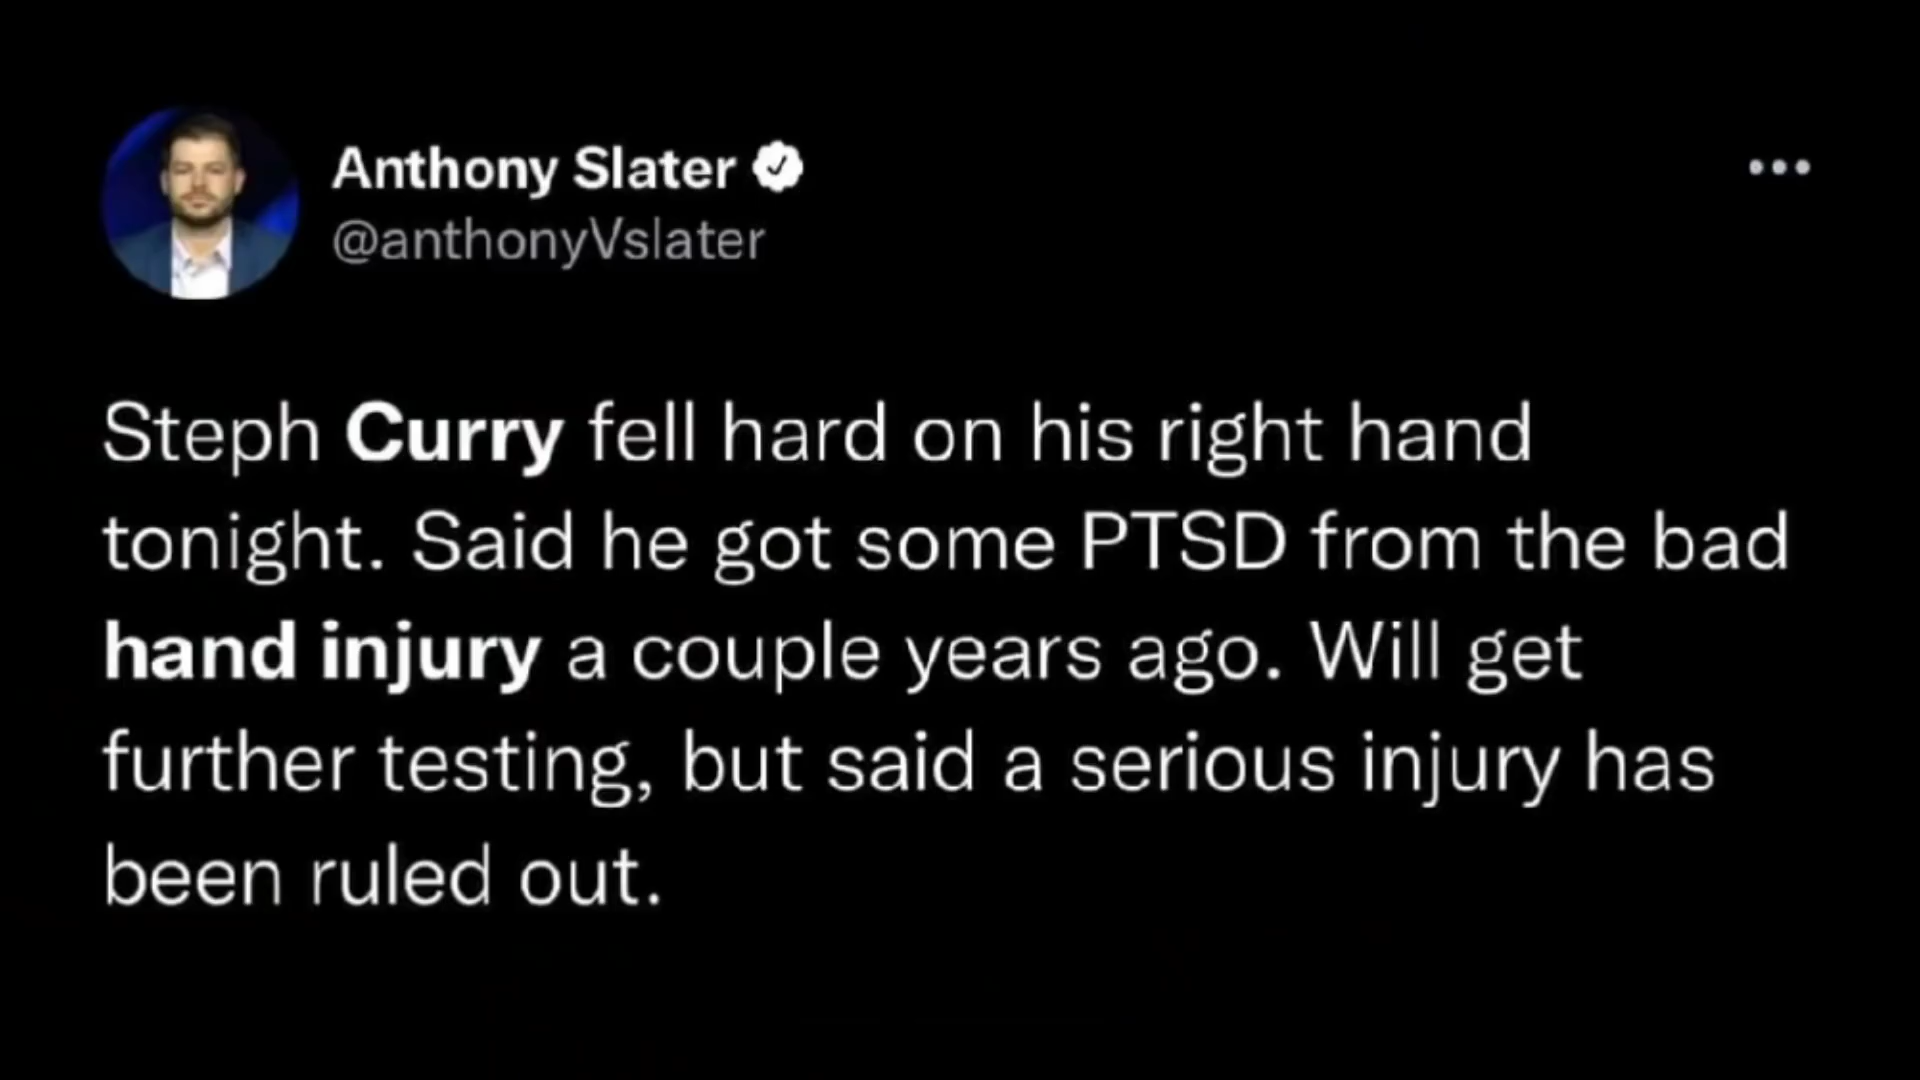 Anthony Slater
@anthonyVslater
Steph Curry fell hard on his right hand
tonight. Said he got some PTSD from the bad
hand injury a couple years ago. Will get
further testing, but said a serious injury has
been ruled out.